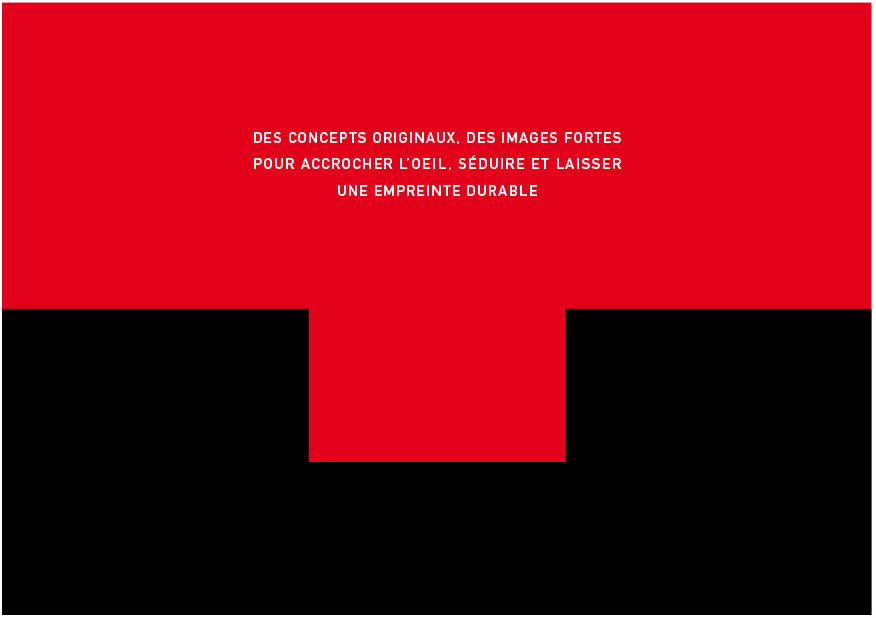 DES CONCEPTS ORIGINAUX, DES IMAGES FORTES
POUR ACCROCHER L'OEIL, SÉDUIRE ET LAISSER
UNE EMPREINTE DURABLE